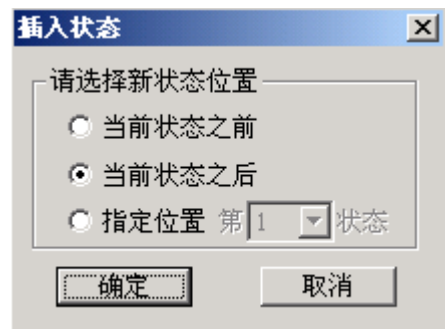 插入状态
请选择新状态位置
当前状态之前
当前状态之后
指定位置 第 1 状态
确定 取消